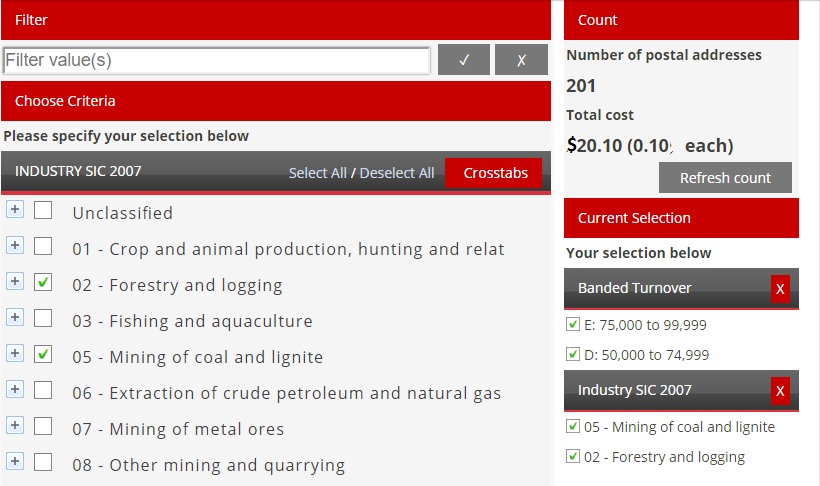 Filter
Filter value(s)
✓ ✗
Choose Criteria
Please specify your selection below
INDUSTRY SIC 2007 Select All / Deselect All Crosstabs
Unclassified
01 - Crop and animal production, hunting and relat
02 - Forestry and logging
03 - Fishing and aquaculture
05 - Mining of coal and lignite
06 - Extraction of crude petroleum and natural gas
07 - Mining of metal ores
08 - Other mining and quarrying
Count
Number of postal addresses
201
Total cost
$20.10 (0.10 each)
Refresh count
Current Selection
Your selection below
Banded Turnover X
E: 75,000 to 99,999
D: 50,000 to 74,999
Industry SIC 2007 X
05 - Mining of coal and lignite
02 - Forestry and logging